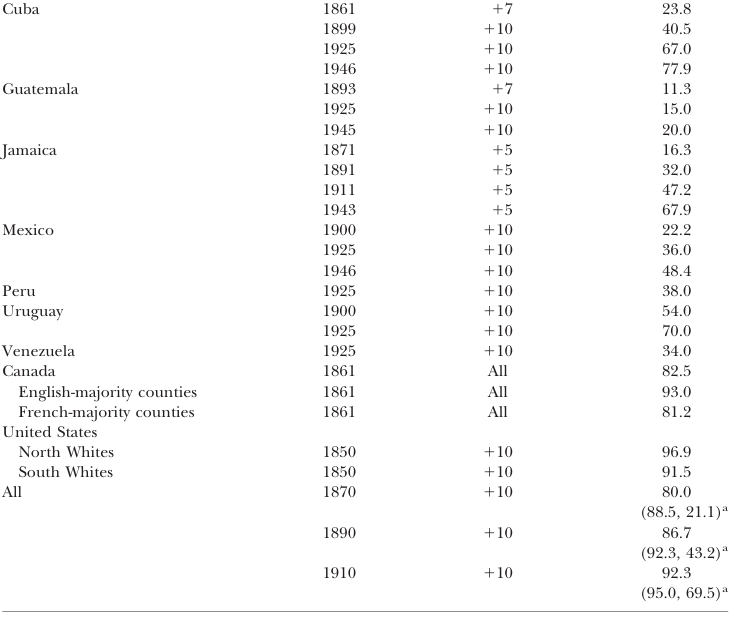 Cuba 1861 +7 23.8
1899 +10 40.5
1925 +10 67.0
1946 +10 77.9
Guatemala 1893 +7 11.3
1925 +10 15.0
1945 +10 20.0
Jamaica 1871 +5 16.3
1891 +5 32.0
1911 +5 47.2
1943 +5 67.9
Mexico 1900 +10 22.2
1925 +10 36.0
1946 +10 48.4
Peru 1925 +10 38.0
Uruguay 1900 +10 54.0
1925 +10 70.0
Venezuela 1925 +10 34.0
Canada 1861 All 82.5
English-majority counties 1861 All 93.0
French-majority counties 1861 All 81.2
United States
North Whites 1850 +10 96.9
South Whites 1850 +10 91.5
All 1870 +10 80.0
(88.5, 21.1)ᵃ
1890 +10 86.7
(92.3, 43.2)ᵃ
1910 +10 92.3
(95.0, 69.5)ᵃ